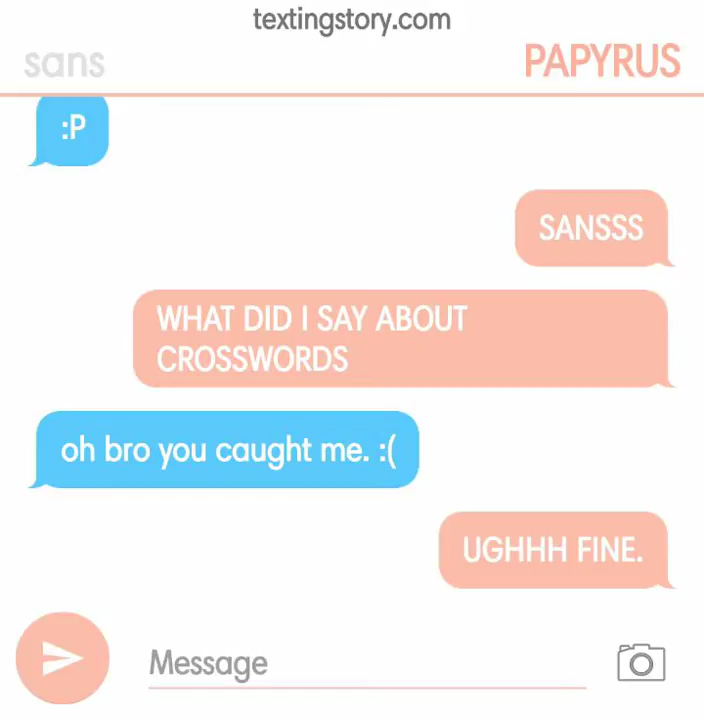 textingstory.com
sans
PAPYRUS
:P
SANSSS
WHAT DID I SAY ABOUT
CROSSWORDS
oh bro you caught me. :(
UGHHH FINE.
Message